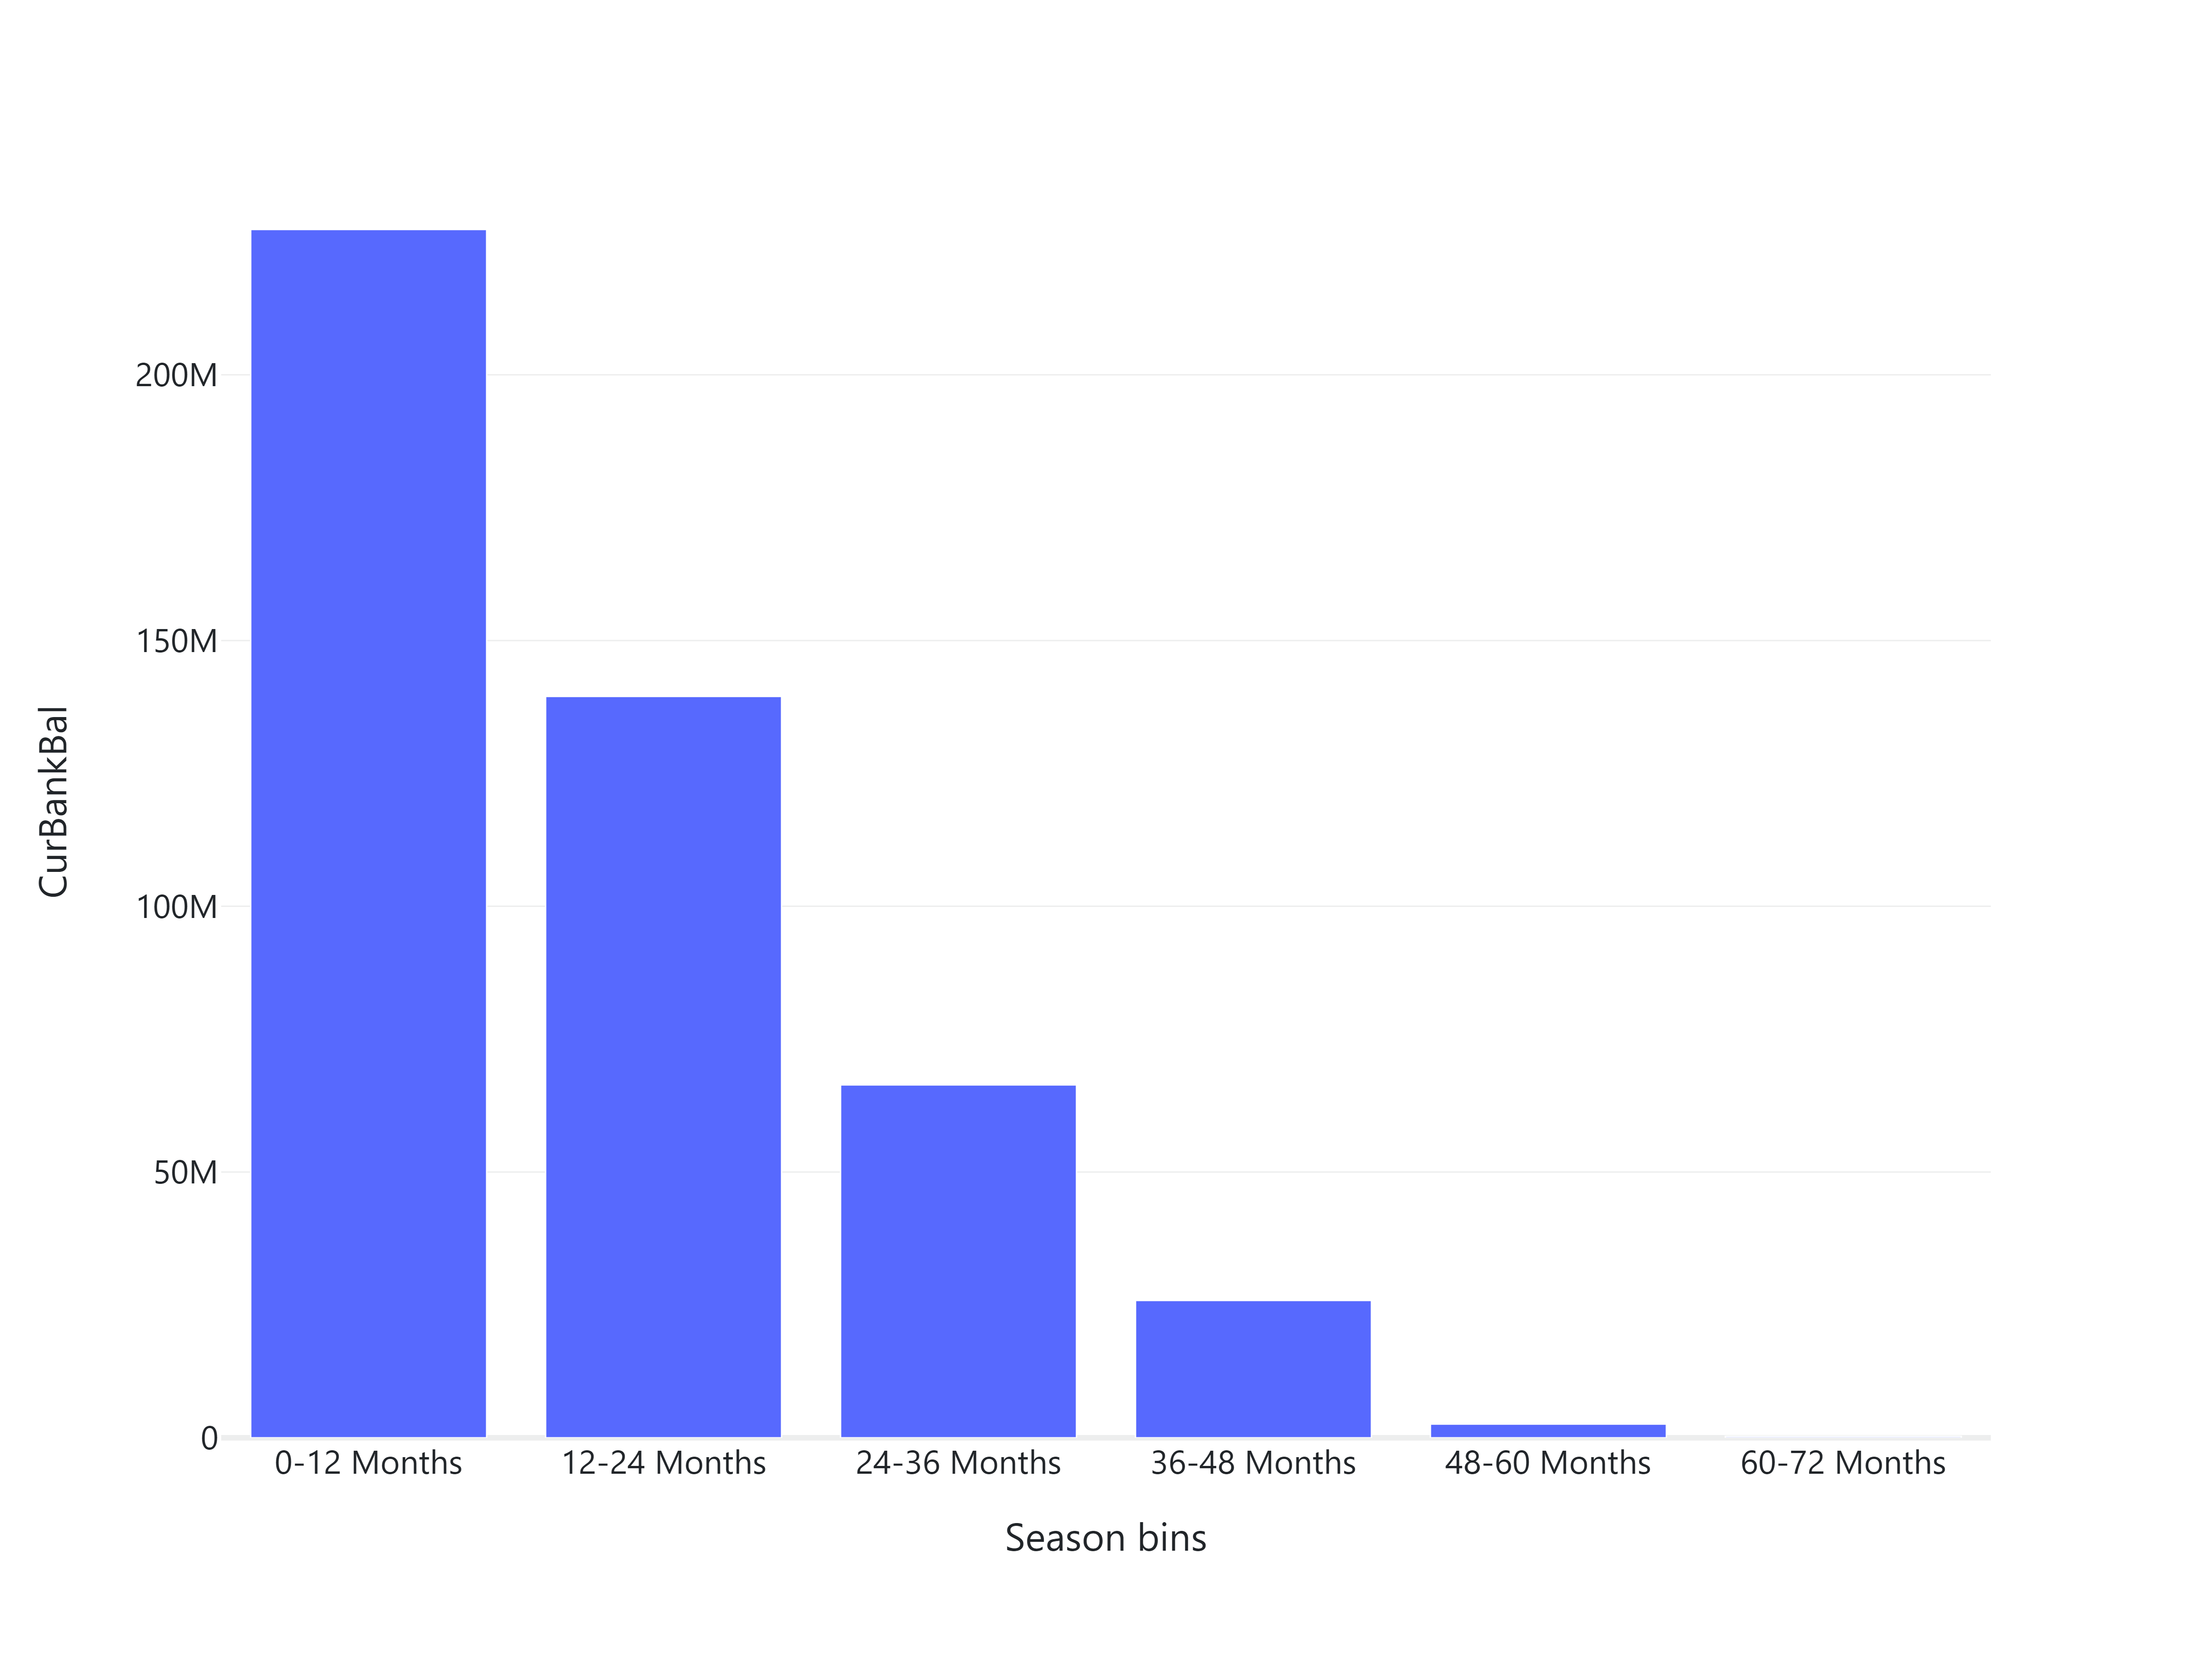 200M
150M
100M
50M
0
CurBankBal
0-12 Months
12-24 Months
24-36 Months
36-48 Months
48-60 Months
60-72 Months
Season bins